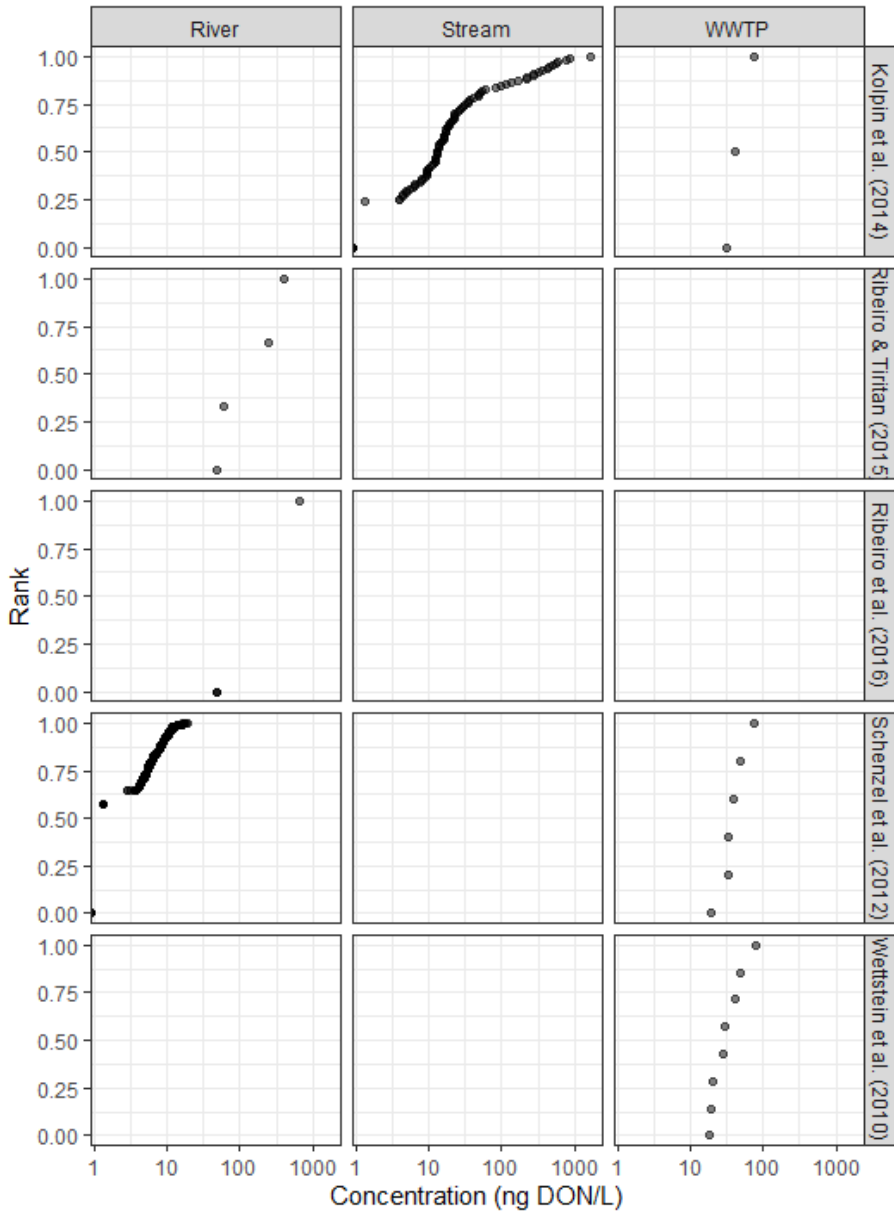 River
Stream
WWTP
1.00
0.75
0.50
0.25
0.00
Kolpin et al. (2014)
1.00
0.75
0.50
0.25
0.00
Ribeiro & Tiritan (2015)
1.00
0.75
0.50
0.25
0.00
Ribeiro et al. (2016)
Rank
1.00
0.75
0.50
0.25
0.00
Schenzel et al. (2012)
1.00
0.75
0.50
0.25
0.00
Wettstein et al. (2010)
1 10 100 1000
1 10 100 1000
1 10 100 1000
Concentration (ng DON/L)